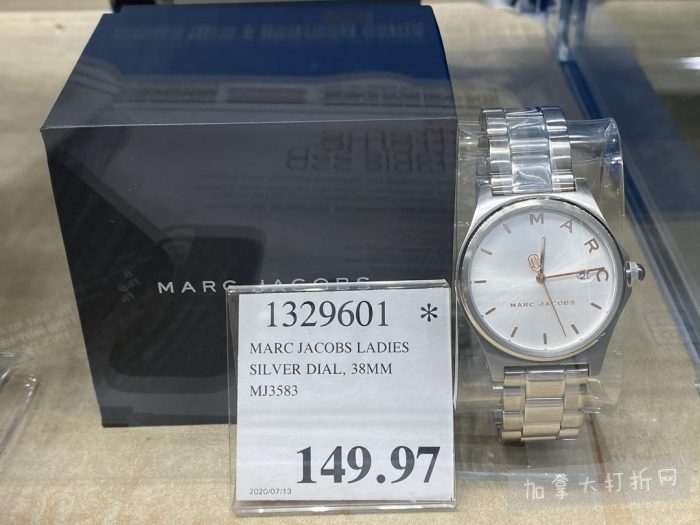 MARC JACOBS
MARC
MARC JACOBS
1329601 *
MARC JACOBS LADIES
SILVER DIAL, 38MM
MJ3583
149.97
2020/07/13
加拿大打折网